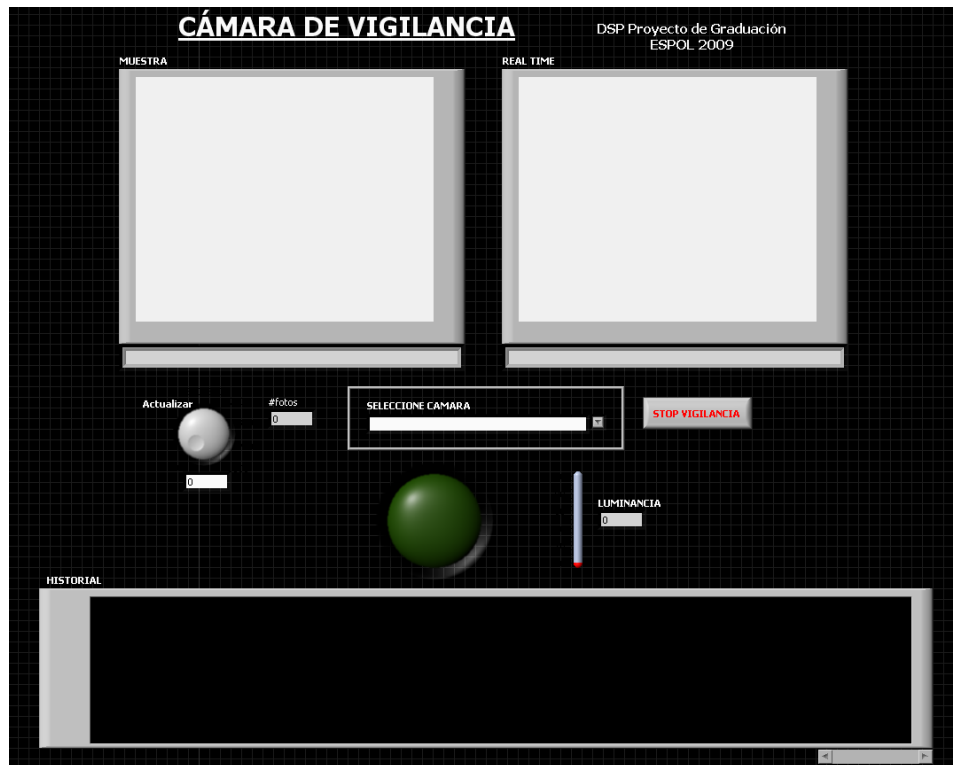 CÁMARA DE VIGILANCIA
DSP Proyecto de Graduación
ESPOL 2009
MUESTRA
REAL TIME
Actualizar
#fotos
0
SELECCIONE CAMARA
STOP VIGILANCIA
0
LUMINANCIA
0
HISTORIAL